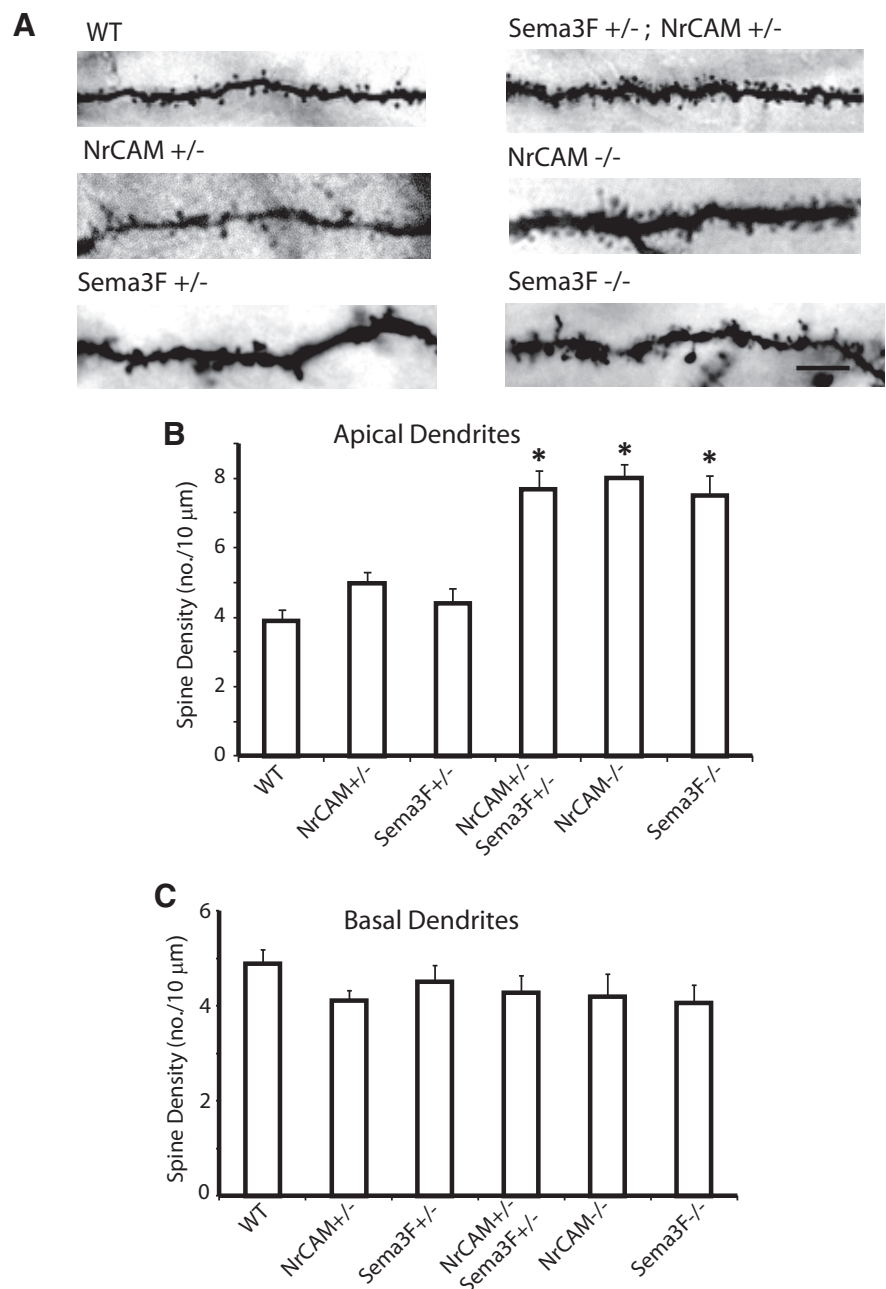 A
WT
Sema3F +/- ; NrCAM +/-
NrCAM +/-
NrCAM -/-
Sema3F +/-
Sema3F -/-
B
Apical Dendrites
Spine Density (no./10 μm)
8
6
4
2
0
* * *
WT
NrCAM+/-
Sema3F+/-
NrCAM+/-
Sema3F+/-
NrCAM-/-
Sema3F-/-
C
Basal Dendrites
Spine Density (no./10 μm)
6
4
2
0
WT
NrCAM+/-
Sema3F+/-
NrCAM+/-
Sema3F+/-
NrCAM-/-
Sema3F-/-